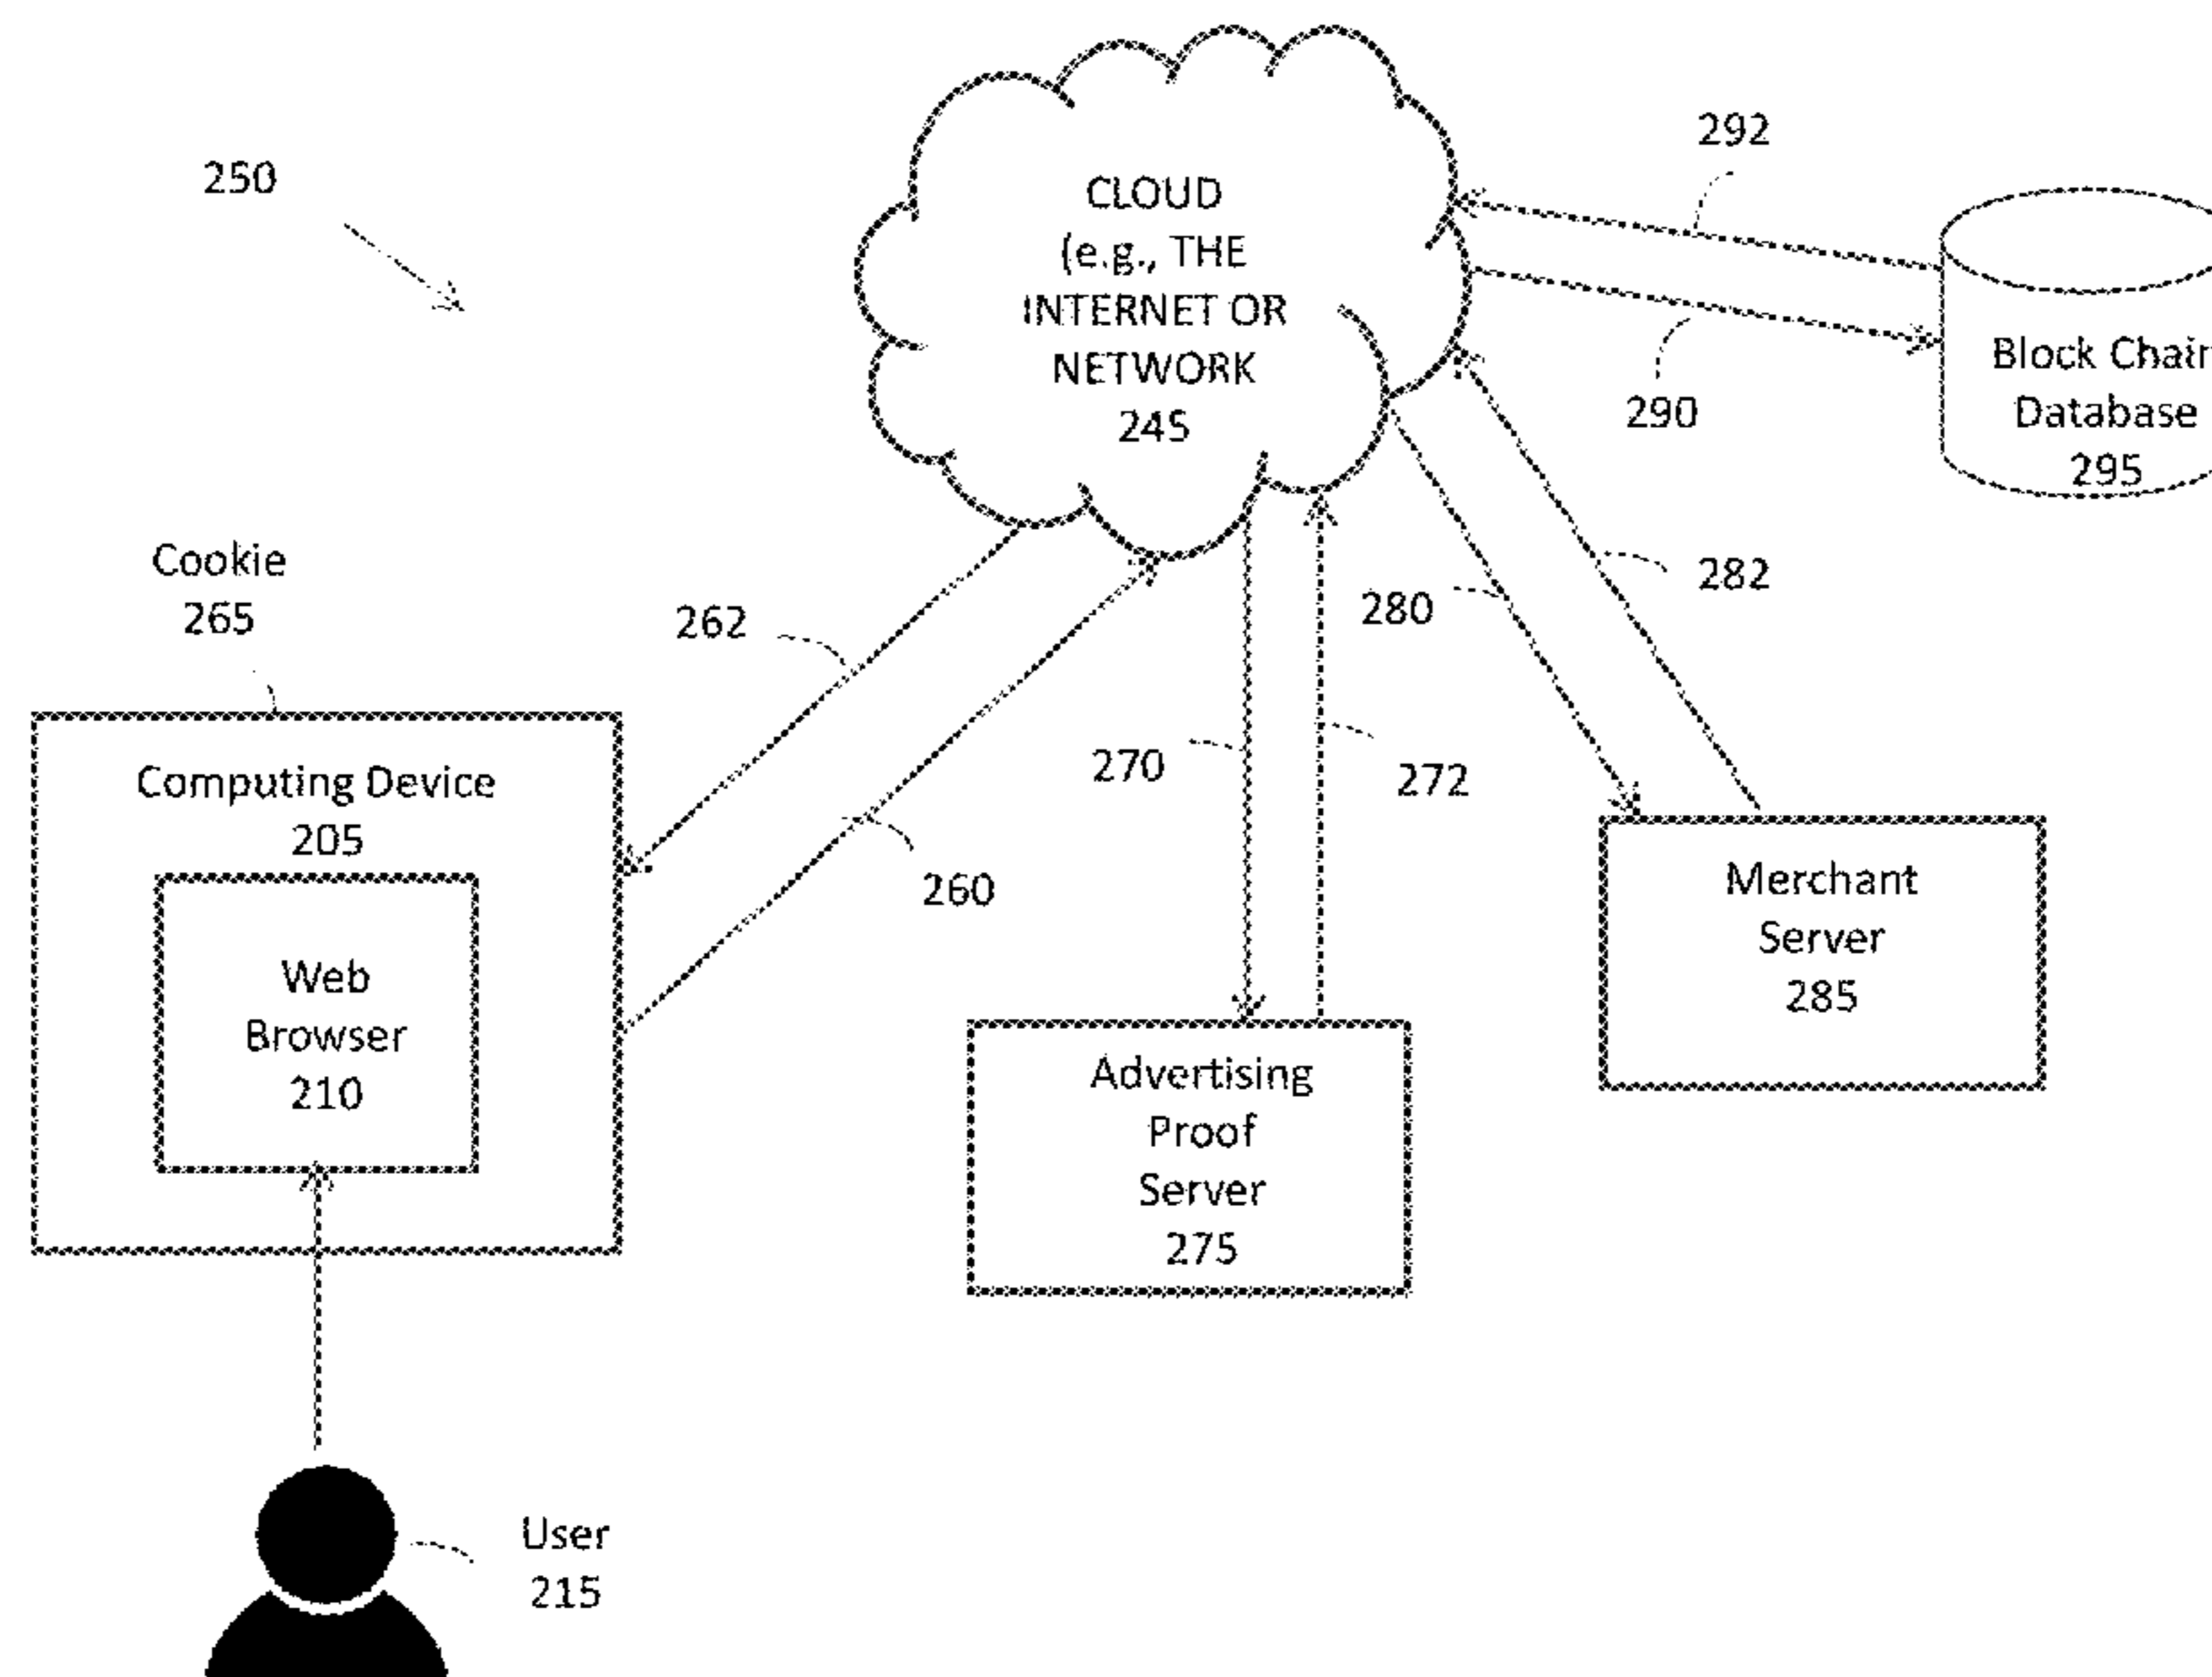 250
CLOUD
(e.g., THE
INTERNET OR
NETWORK
245
292
290
Block Chain
Database
295
Cookie
265
262
260
270
272
280
282
Computing Device
205
Web
Browser
210
Advertising
Proof
Server
275
Merchant
Server
285
User
215